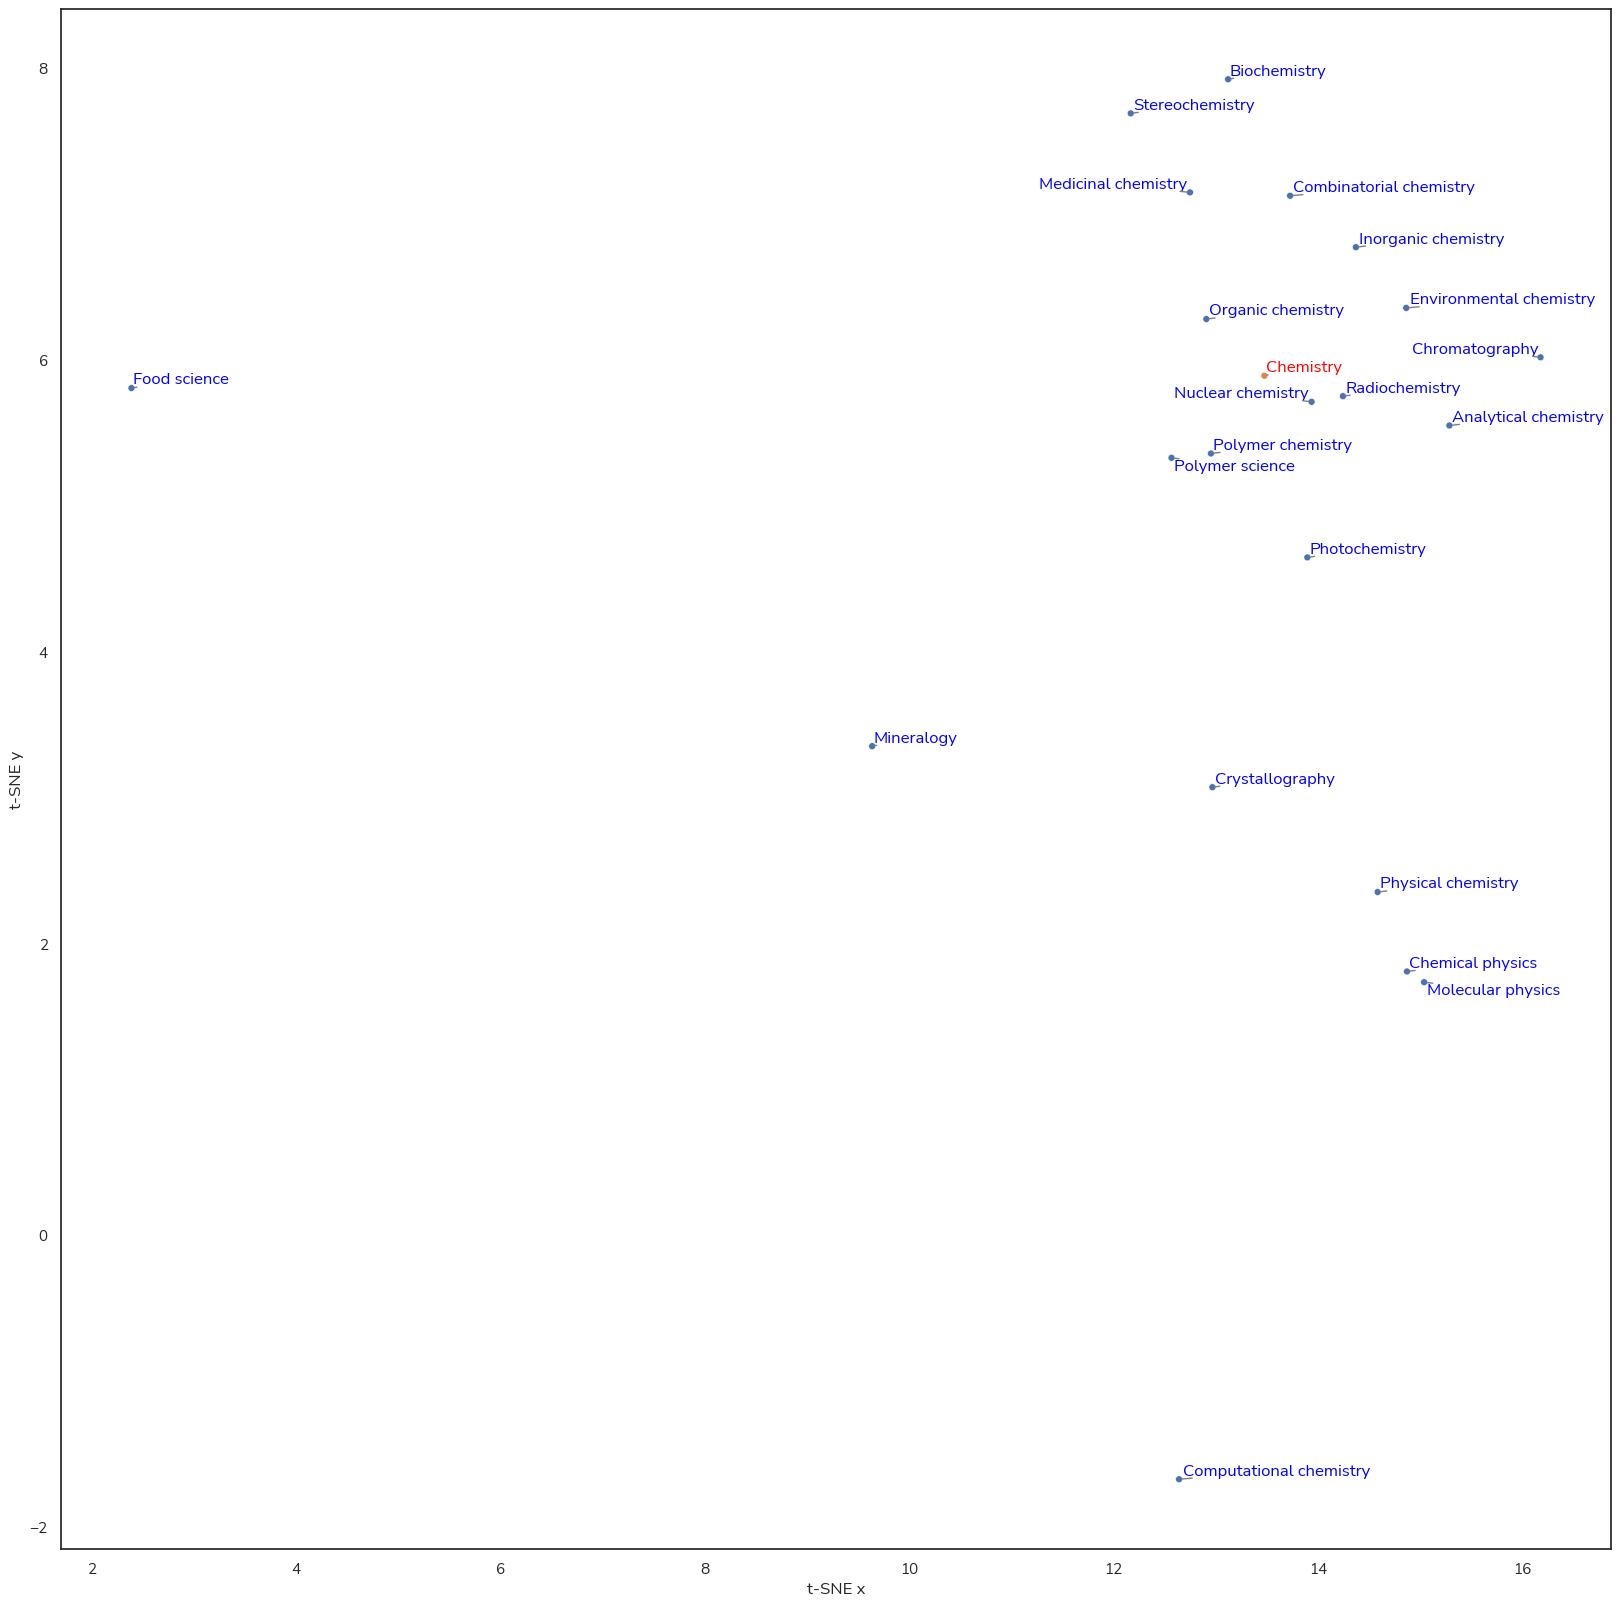 8
Biochemistry
Stereochemistry
Medicinal chemistry
Combinatorial chemistry
Inorganic chemistry
Environmental chemistry
Organic chemistry
Chromatography
6
Chemistry
Food science
Radiochemistry
Nuclear chemistry
Analytical chemistry
Polymer chemistry
Polymer science
Photochemistry
4
Mineralogy
t-SNE y
Crystallography
Physical chemistry
2
Chemical physics
Molecular physics
0
Computational chemistry
−2
2 4 6 8 10 12 14 16
t-SNE x